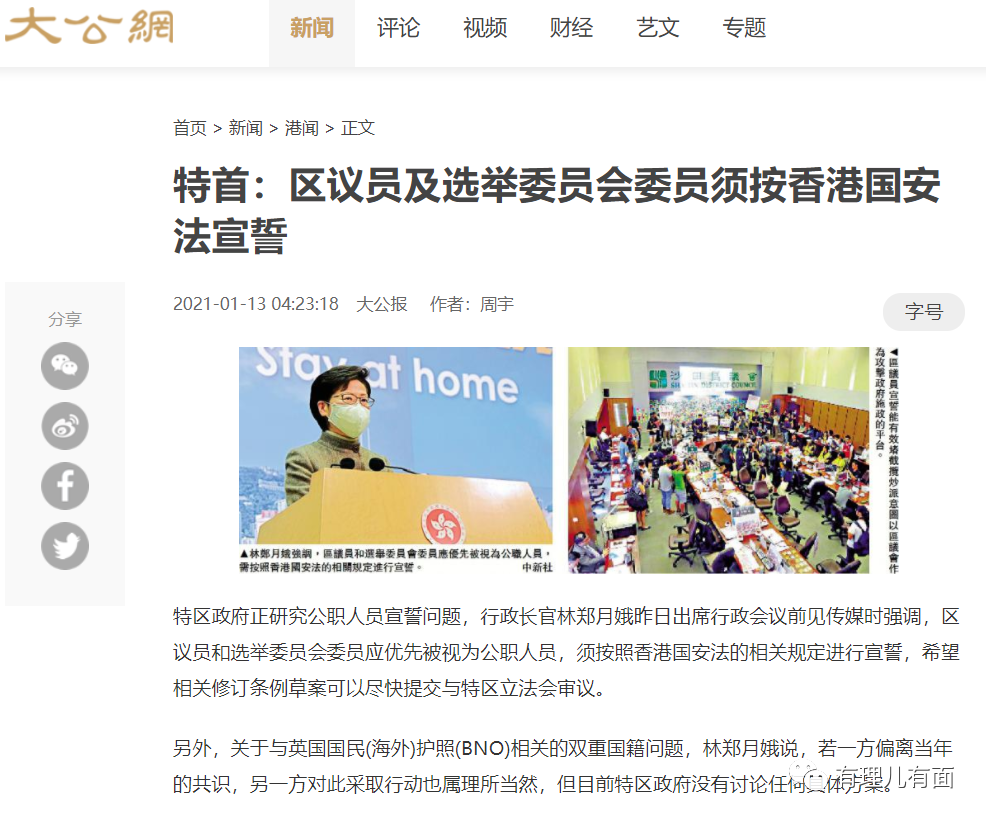 大公網
新闻 评论 视频 财经 艺文 专题
首页 > 新闻 > 港闻 > 正文
特首：区议员及选举委员会委员须按香港国安
法宣誓
2021-01-13 04:23:18 大公报 作者：周宇
字号
分享
Stay at home
▲林鄭月娥強調，區議員和選舉委員會委員應優先被視為公職人員，
需按照香港國安法的相關規定進行宣誓。 中新社
沙田區議會
SHA TIN DISTRICT COUNCIL
◀區議員宣誓能有效堵截攬炒派意圖以區議會作
為攻擊政府施政的平台。
特区政府正研究公职人员宣誓问题，行政长官林郑月娥昨日出席行政会议前见传媒时强调，区
议员和选举委员会委员应优先被视为公职人员，须按照香港国安法的相关规定进行宣誓，希望
相关修订条例草案可以尽快提交与特区立法会审议。
另外，关于与英国国民(海外)护照(BNO)相关的双重国籍问题，林郑月娥说，若一方偏离当年
的共识，另一方对此采取行动也属理所当然，但目前特区政府没有讨论任何具体方案。
有理儿有面